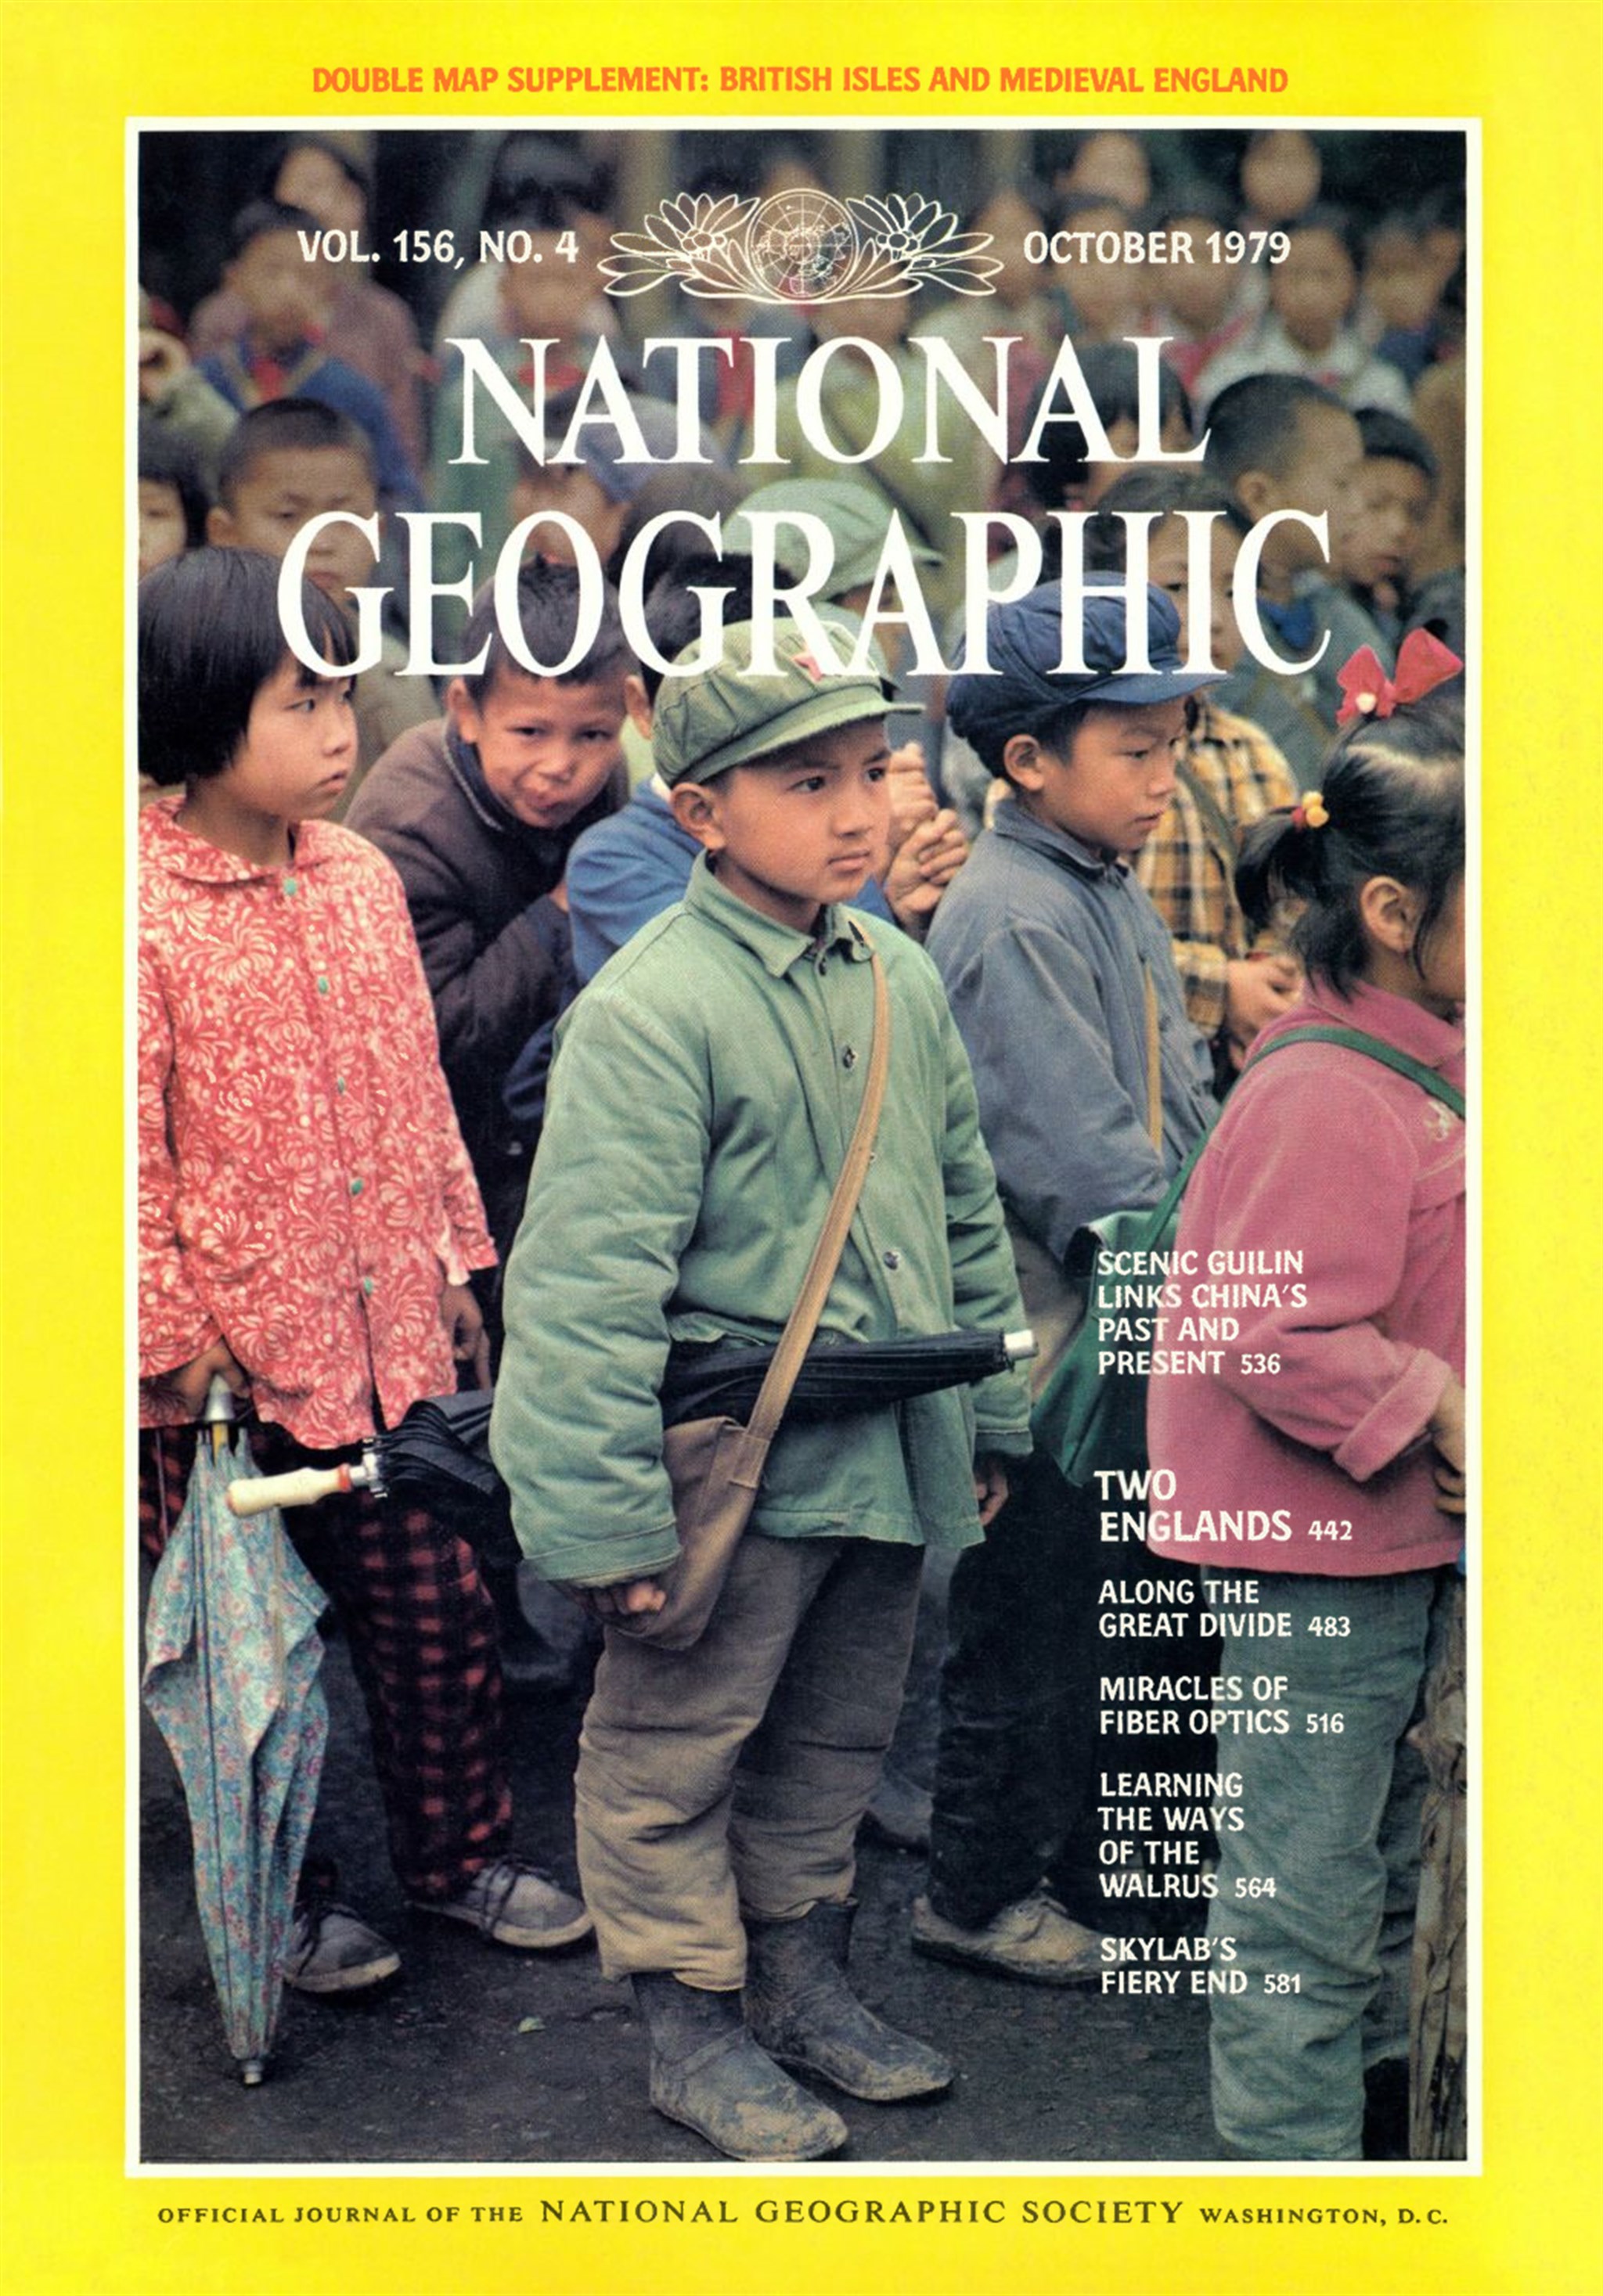 DOUBLE MAP SUPPLEMENT: BRITISH ISLES AND MEDIEVAL ENGLAND
VOL. 156, NO. 4
OCTOBER 1979
NATIONAL
GEOGRAPHIC
SCENIC GUILIN
LINKS CHINA'S
PAST AND
PRESENT 536
TWO
ENGLANDS 442
ALONG THE
GREAT DIVIDE 483
MIRACLES OF
FIBER OPTICS 516
LEARNING
THE WAYS
OF THE
WALRUS 564
SKYLAB'S
FIERY END 581
OFFICIAL JOURNAL OF THE NATIONAL GEOGRAPHIC SOCIETY WASHINGTON, D.C.